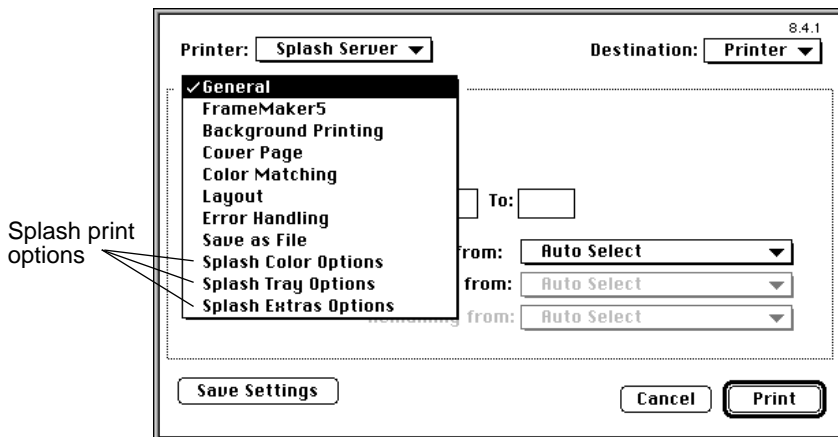 8.4.1
Printer: Splash Server Destination: Printer
✓General
FrameMaker5
Background Printing
Cover Page
Color Matching
Layout
To:
Error Handling
Save as File
Splash print
options
from: Auto Select
Splash Color Options
from: Auto Select
Splash Tray Options
Splash Extras Options
Remaining from: Auto Select
Save Settings
Cancel Print